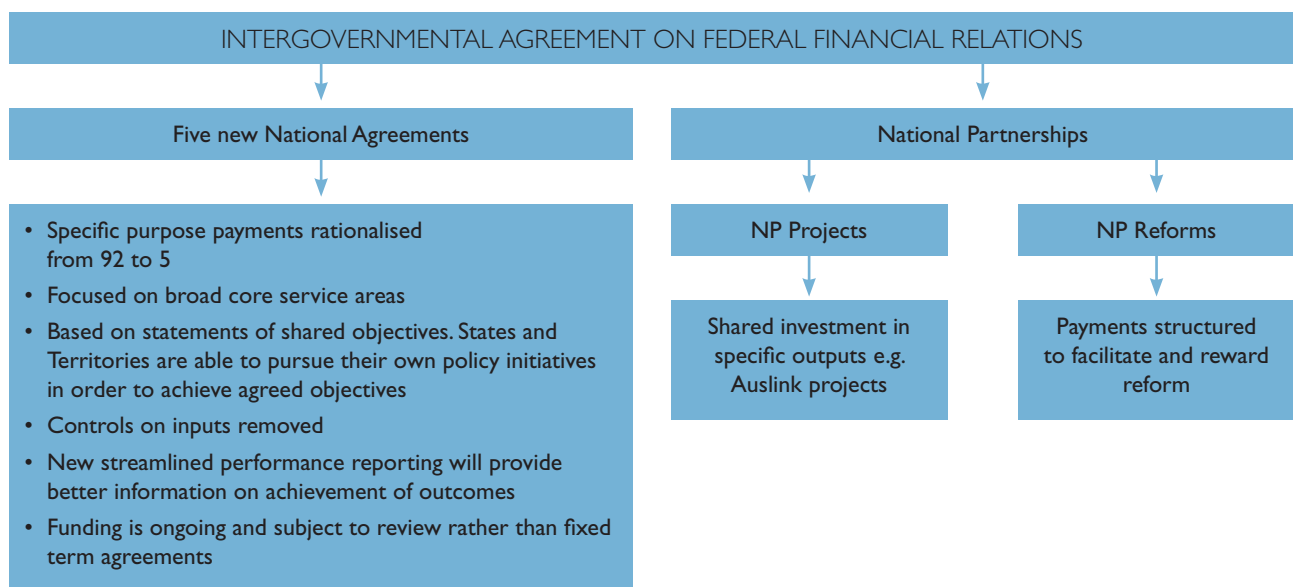 INTERGOVERNMENTAL AGREEMENT ON FEDERAL FINANCIAL RELATIONS
Five new National Agreements
• Specific purpose payments rationalised
from 92 to 5
• Focused on broad core service areas
• Based on statements of shared objectives. States and
Territories are able to pursue their own policy initiatives
in order to achieve agreed objectives
• Controls on inputs removed
• New streamlined performance reporting will provide
better information on achievement of outcomes
• Funding is ongoing and subject to review rather than fixed
term agreements
National Partnerships
NP Projects
Shared investment in
specific outputs e.g.
Auslink projects
NP Reforms
Payments structured
to facilitate and reward
reform